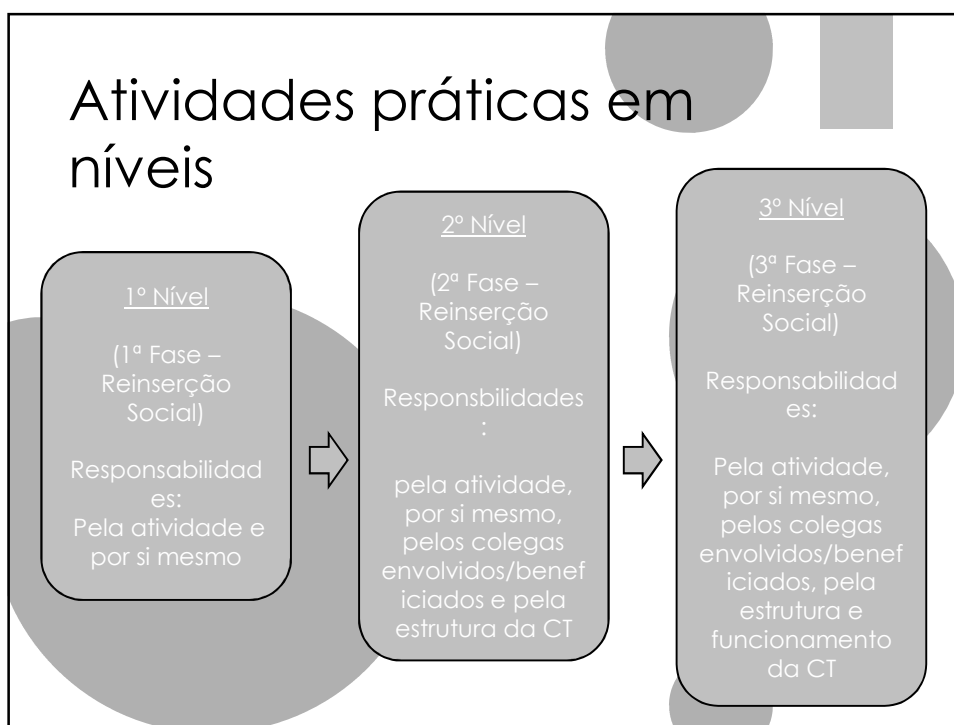 Atividades práticas em
níveis
1º Nível
(1ª Fase –
Reinserção
Social)
Responsabilidad
es:
Pela atividade e
por si mesmo
2º Nível
(2ª Fase –
Reinserção
Social)
Responsbilidades
:
pela atividade,
por si mesmo,
pelos colegas
envolvidos/benef
iciados e pela
estrutura da CT
3º Nível
(3ª Fase –
Reinserção
Social)
Responsabilidad
es:
Pela atividade,
por si mesmo,
pelos colegas
envolvidos/benef
iciados, pela
estrutura e
funcionamento
da CT